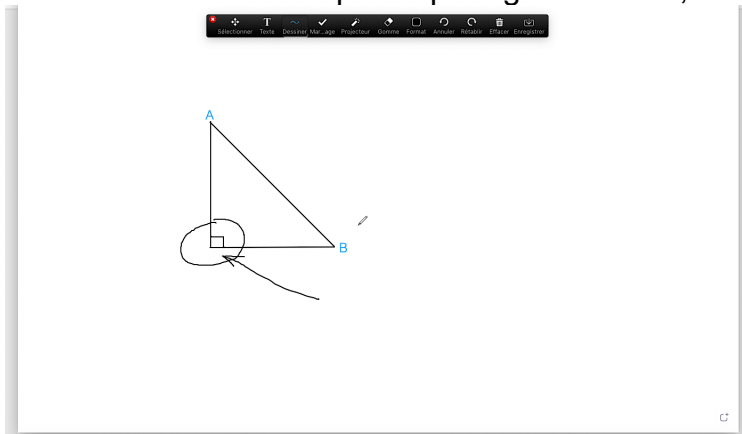 Sélectionner Texte Dessiner Mar...age Projecteur Gomme Format Annuler Rétablir Effacer Enregistrer
A
B